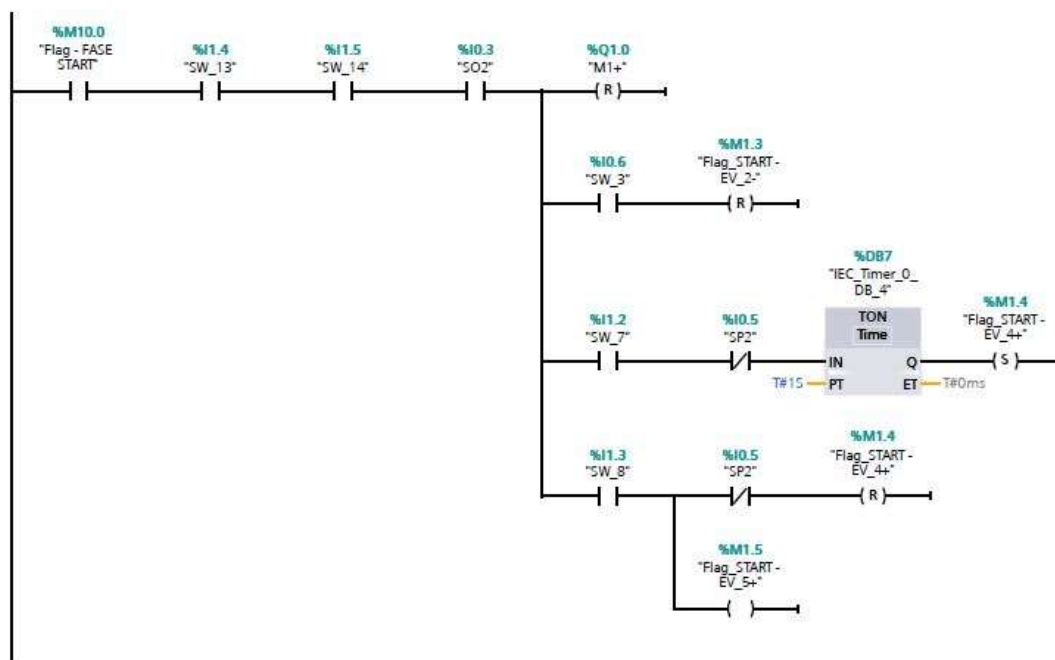 %M10.0
"Flag - FASE
START"
%I1.4
"SW_13"
%I1.5
"SW_14"
%I0.3
"SO2"
%Q1.0
"M1+"
R
%I0.6
"SW_3"
%M1.3
"Flag_START -
EV_2-"
R
%I1.2
"SW_7"
%I0.5
"SP2"
%DB7
"IEC_Timer_0_
DB_4"
TON
Time
IN
Q
T#1S
PT
ET
T#0ms
%M1.4
"Flag_START -
EV_4+"
S
%I1.3
"SW_8"
%I0.5
"SP2"
%M1.4
"Flag_START -
EV_4+"
R
%M1.5
"Flag_START -
EV_5+"